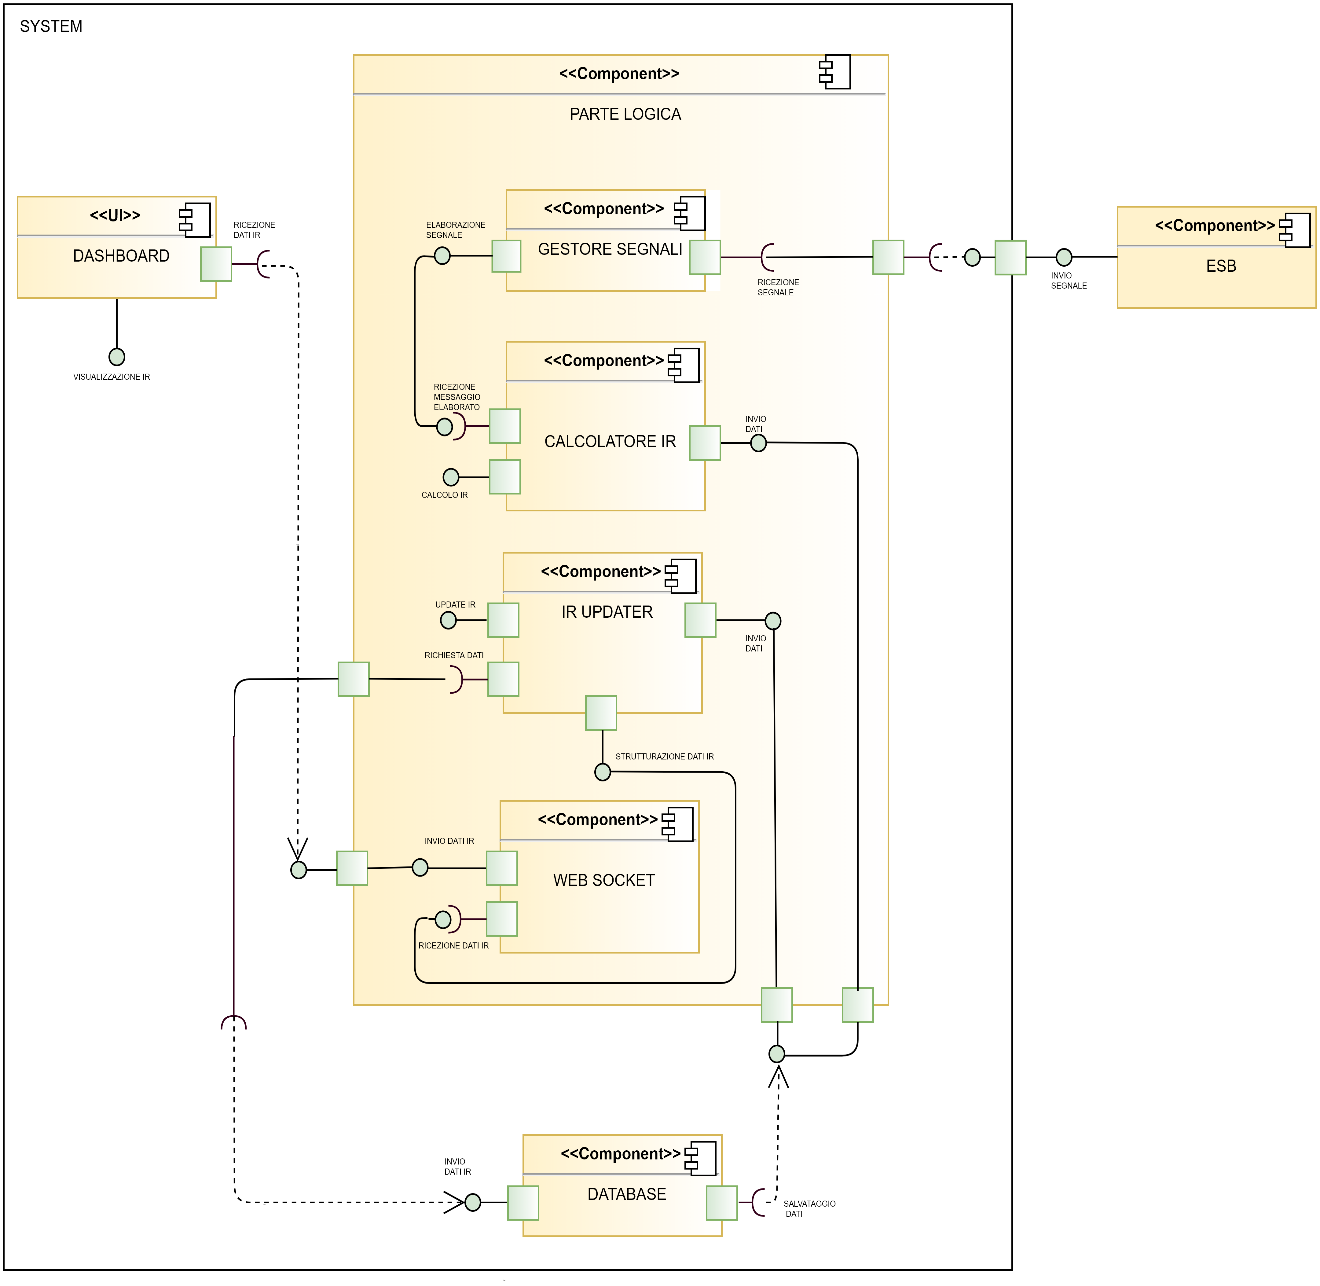 SYSTEM
<<Component>>
PARTE LOGICA
<<UI>>
DASHBOARD
RICEZIONE
DATI IR
VISUALIZZAZIONE IR
ELABORAZIONE
SEGNALE
<<Component>>
GESTORE SEGNALI
RICEZIONE
SEGNALE
INVIO
SEGNALE
<<Component>>
ESB
RICEZIONE
MESSAGGIO
ELABORATO
<<Component>>
CALCOLATORE IR
CALCOLO IR
INVIO
DATI
<<Component>>
IR UPDATER
UPDATE IR
RICHIESTA DATI
INVIO
DATI
STRUTTURAZIONE DATI IR
<<Component>>
WEB SOCKET
INVIO DATI IR
RICEZIONE DATI IR
<<Component>>
DATABASE
INVIO
DATI IR
SALVATAGGIO
DATI